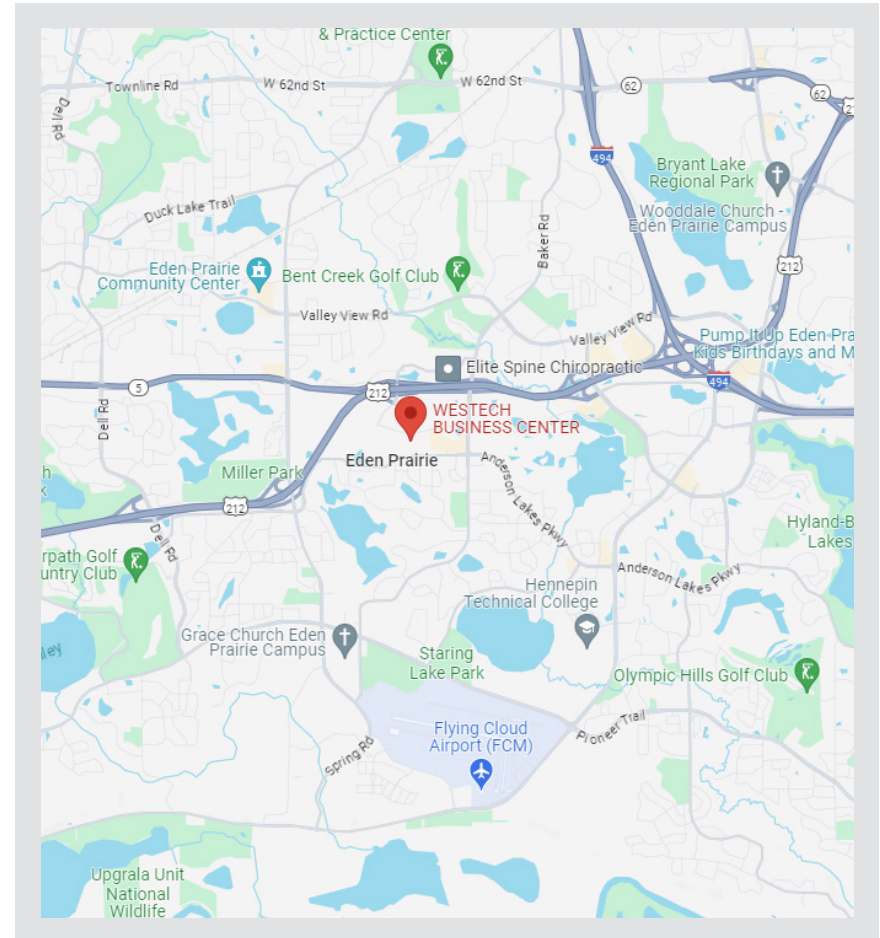 & Practice Center
Townline Rd
W 62nd St
W 62nd St
62
62
Dell Rd
494
Bryant Lake
Regional Park
Duck Lake Trail
Wooddale Church -
Eden Prairie Campus
Baker Rd
212
Eden Prairie
Community Center
Bent Creek Golf Club
Valley View Rd
Valley View Rd
Pump It Up Eden Pra
Kids Birthdays and M
Elite Spine Chiropractic
494
5
212
WESTECH
BUSINESS CENTER
Dell Rd
Eden Prairie
Anderson Lakes Pkwy
Miller Park
212
Hyland-B
Lakes
Dell Rd
rpath Golf
untry Club
Anderson Lakes Pkwy
Hennepin
Technical College
Grace Church Eden
Prairie Campus
ley
Staring
Lake Park
Olympic Hills Golf Club
Flying Cloud
Airport (FCM)
Pioneer Trail
Spring Rd
Upgrala Unit
National
Wildlife